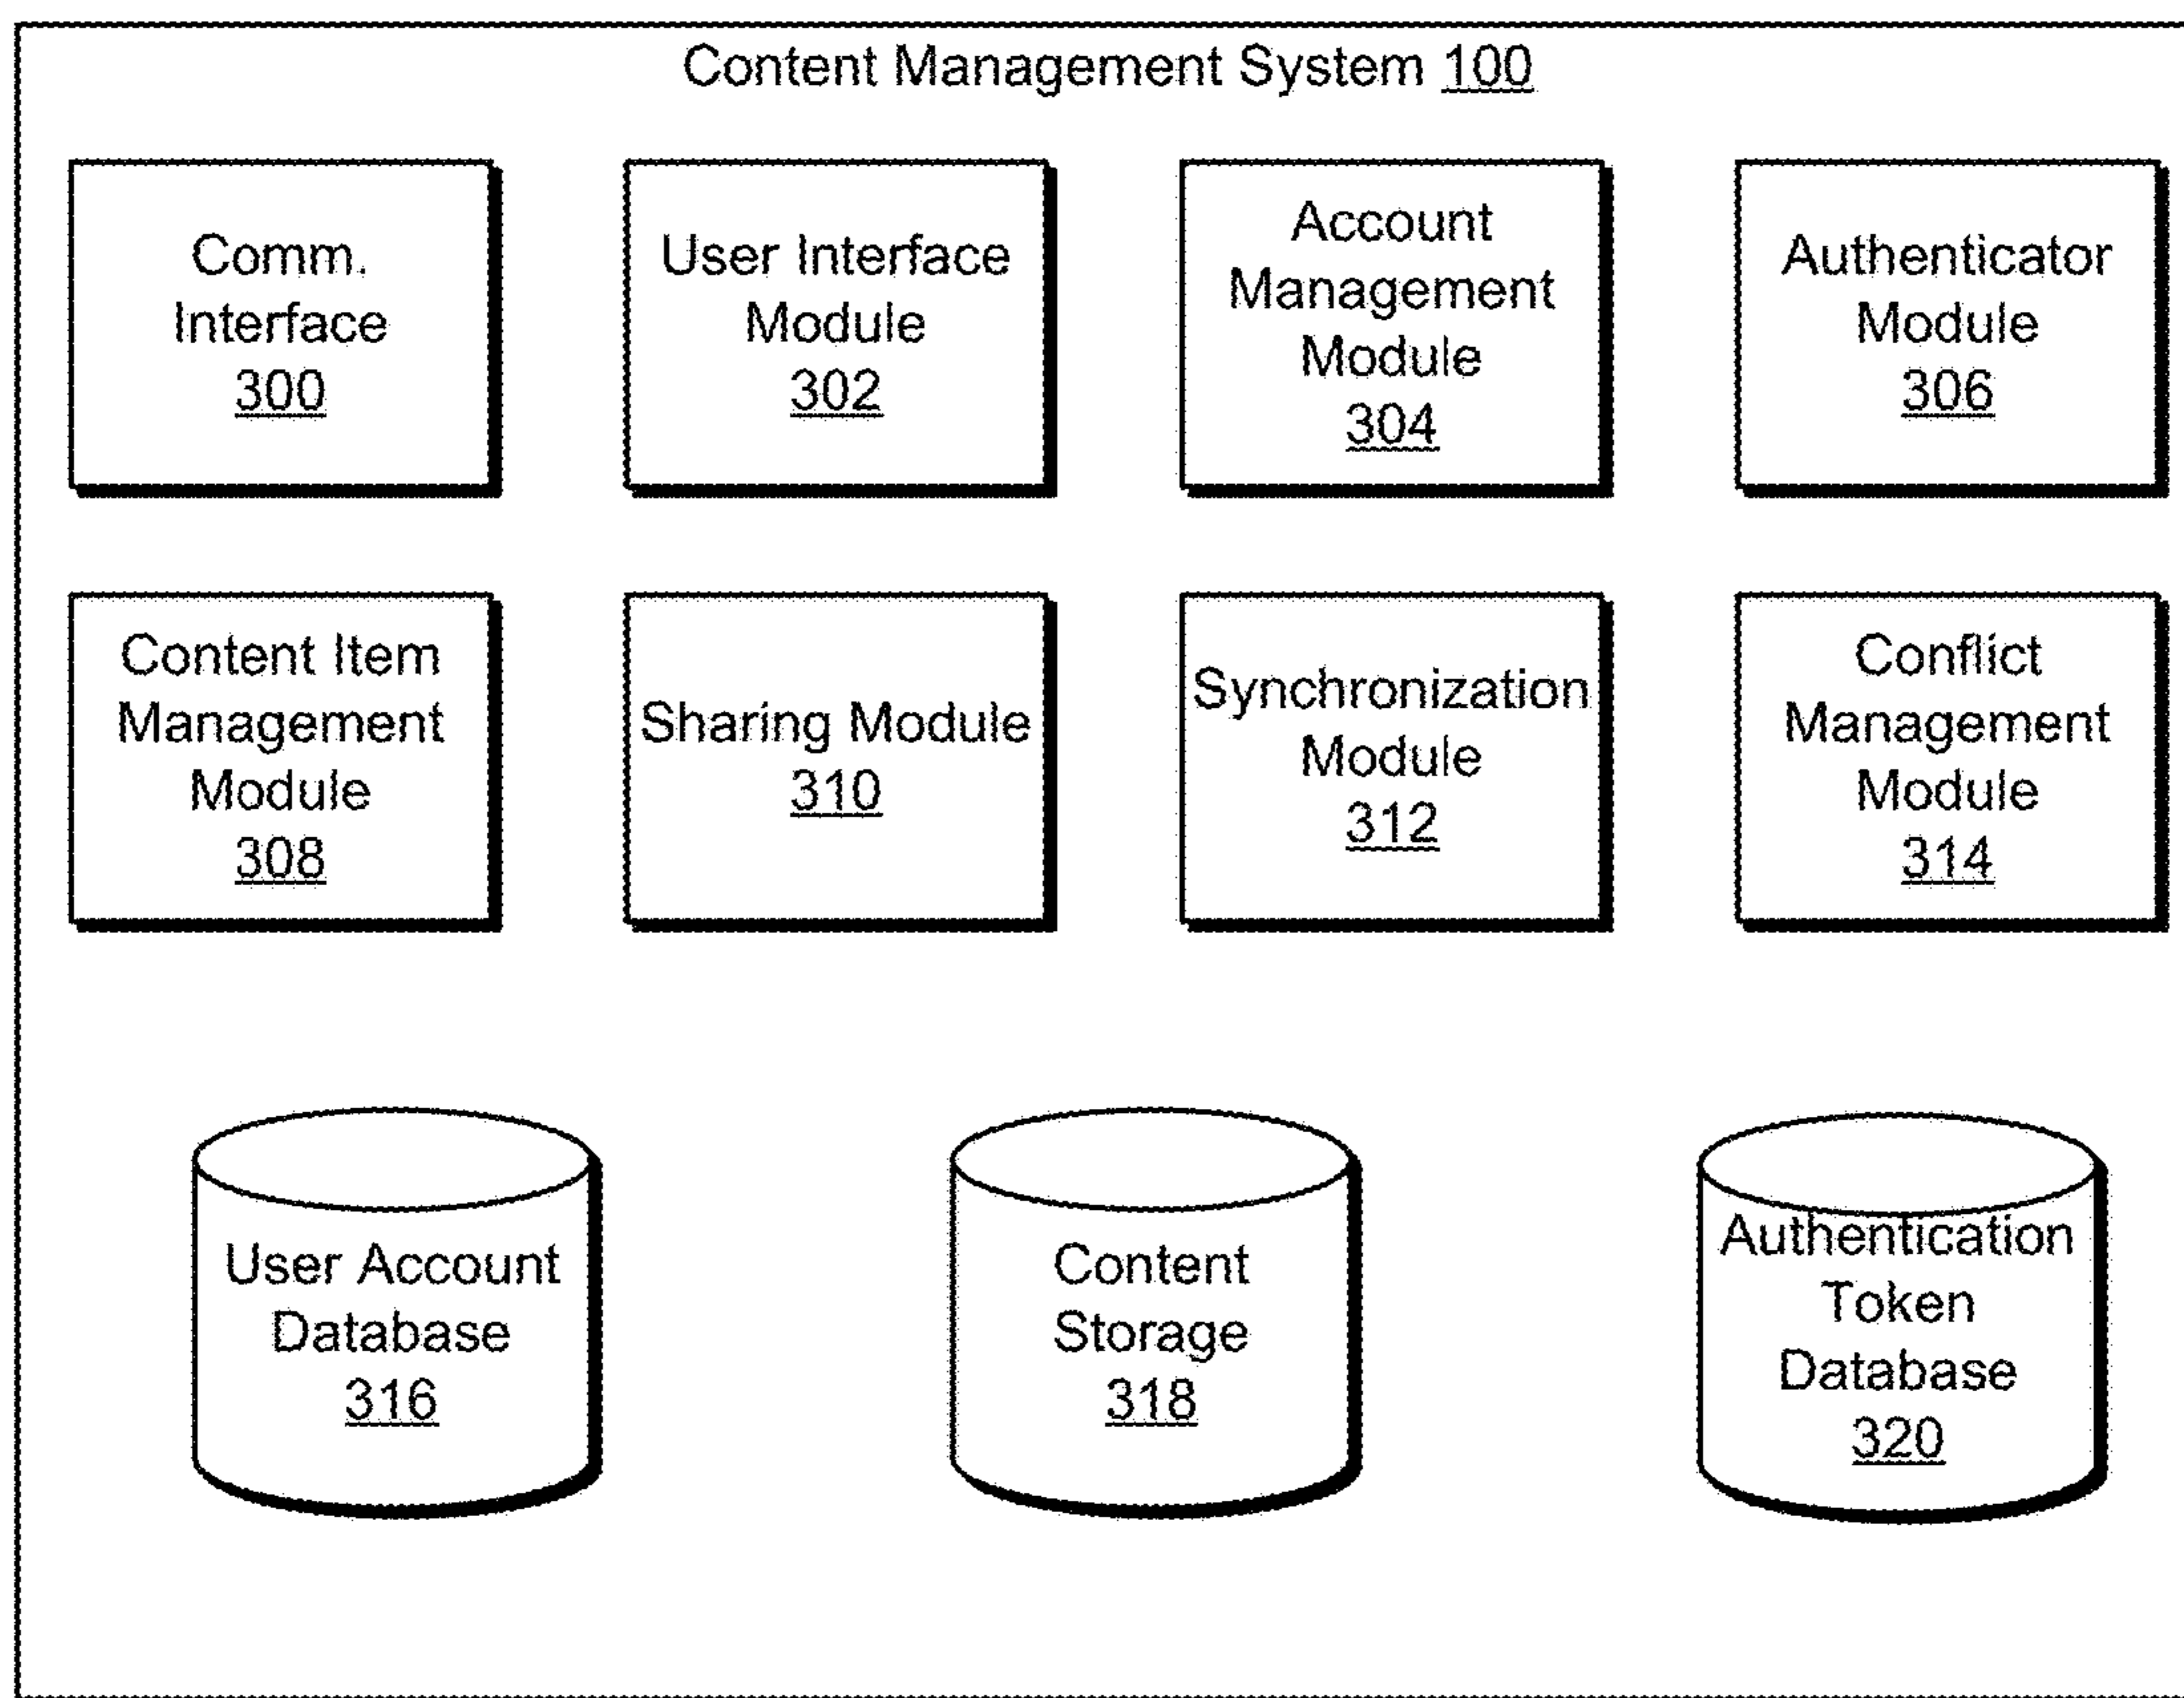 Content Management System 100
Comm.
Interface
300
User Interface
Module
302
Account
Management
Module
304
Authenticator
Module
306
Content Item
Management
Module
308
Sharing Module
310
Synchronization
Module
312
Conflict
Management
Module
314
User Account
Database
316
Content
Storage
318
Authentication
Token
Database
320